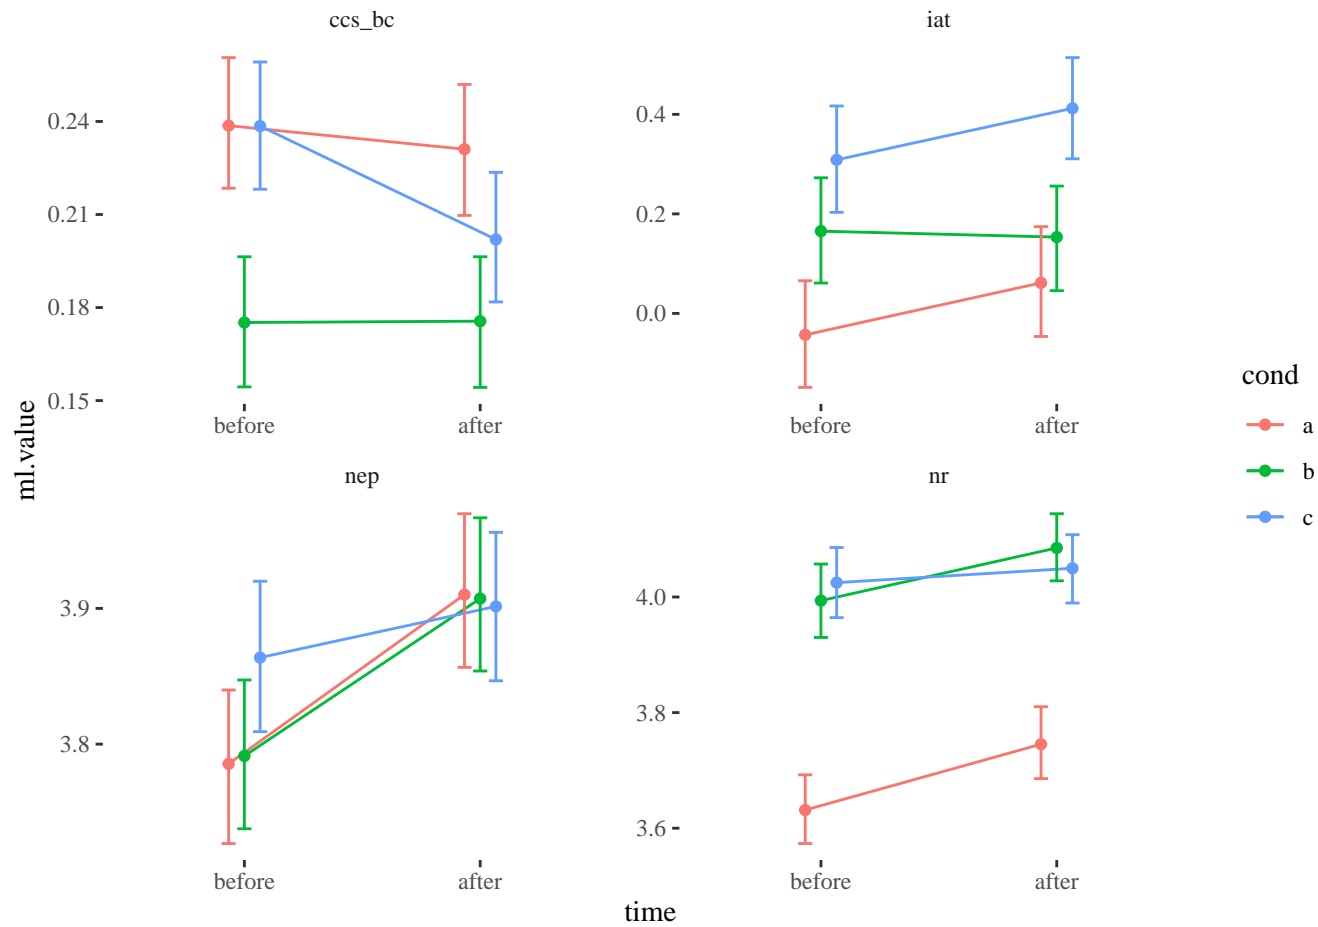 ccs_bc
iat
0.24
0.21
0.18
0.15
0.4
0.2
0.0
before
after
before
after
nep
nr
3.9
3.8
4.0
3.8
3.6
before
after
before
after
ml.value
time
cond
a
b
c